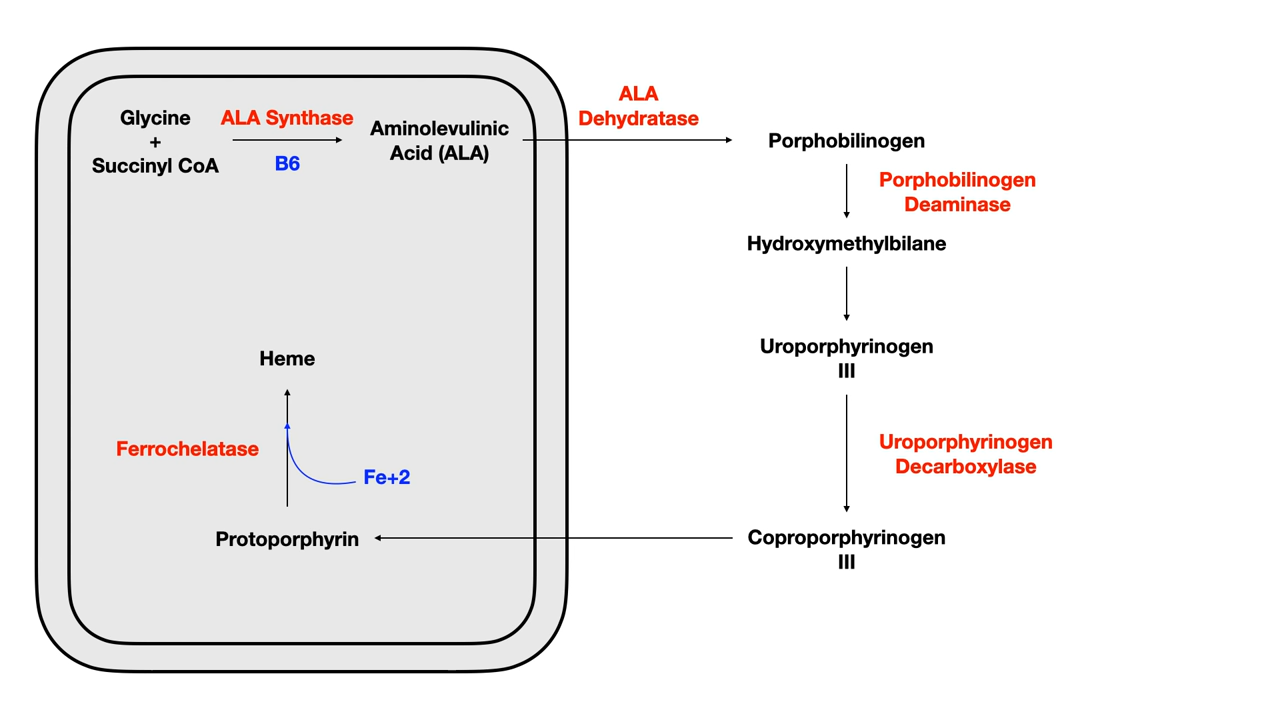 Glycine
+
Succinyl CoA
ALA Synthase
B6
Aminolevulinic
Acid (ALA)
ALA
Dehydratase
Porphobilinogen
Porphobilinogen
Deaminase
Hydroxymethylbilane
Uroporphyrinogen
III
Uroporphyrinogen
Decarboxylase
Coproporphyrinogen
III
Protoporphyrin
Ferrochelatase
Fe+2
Heme